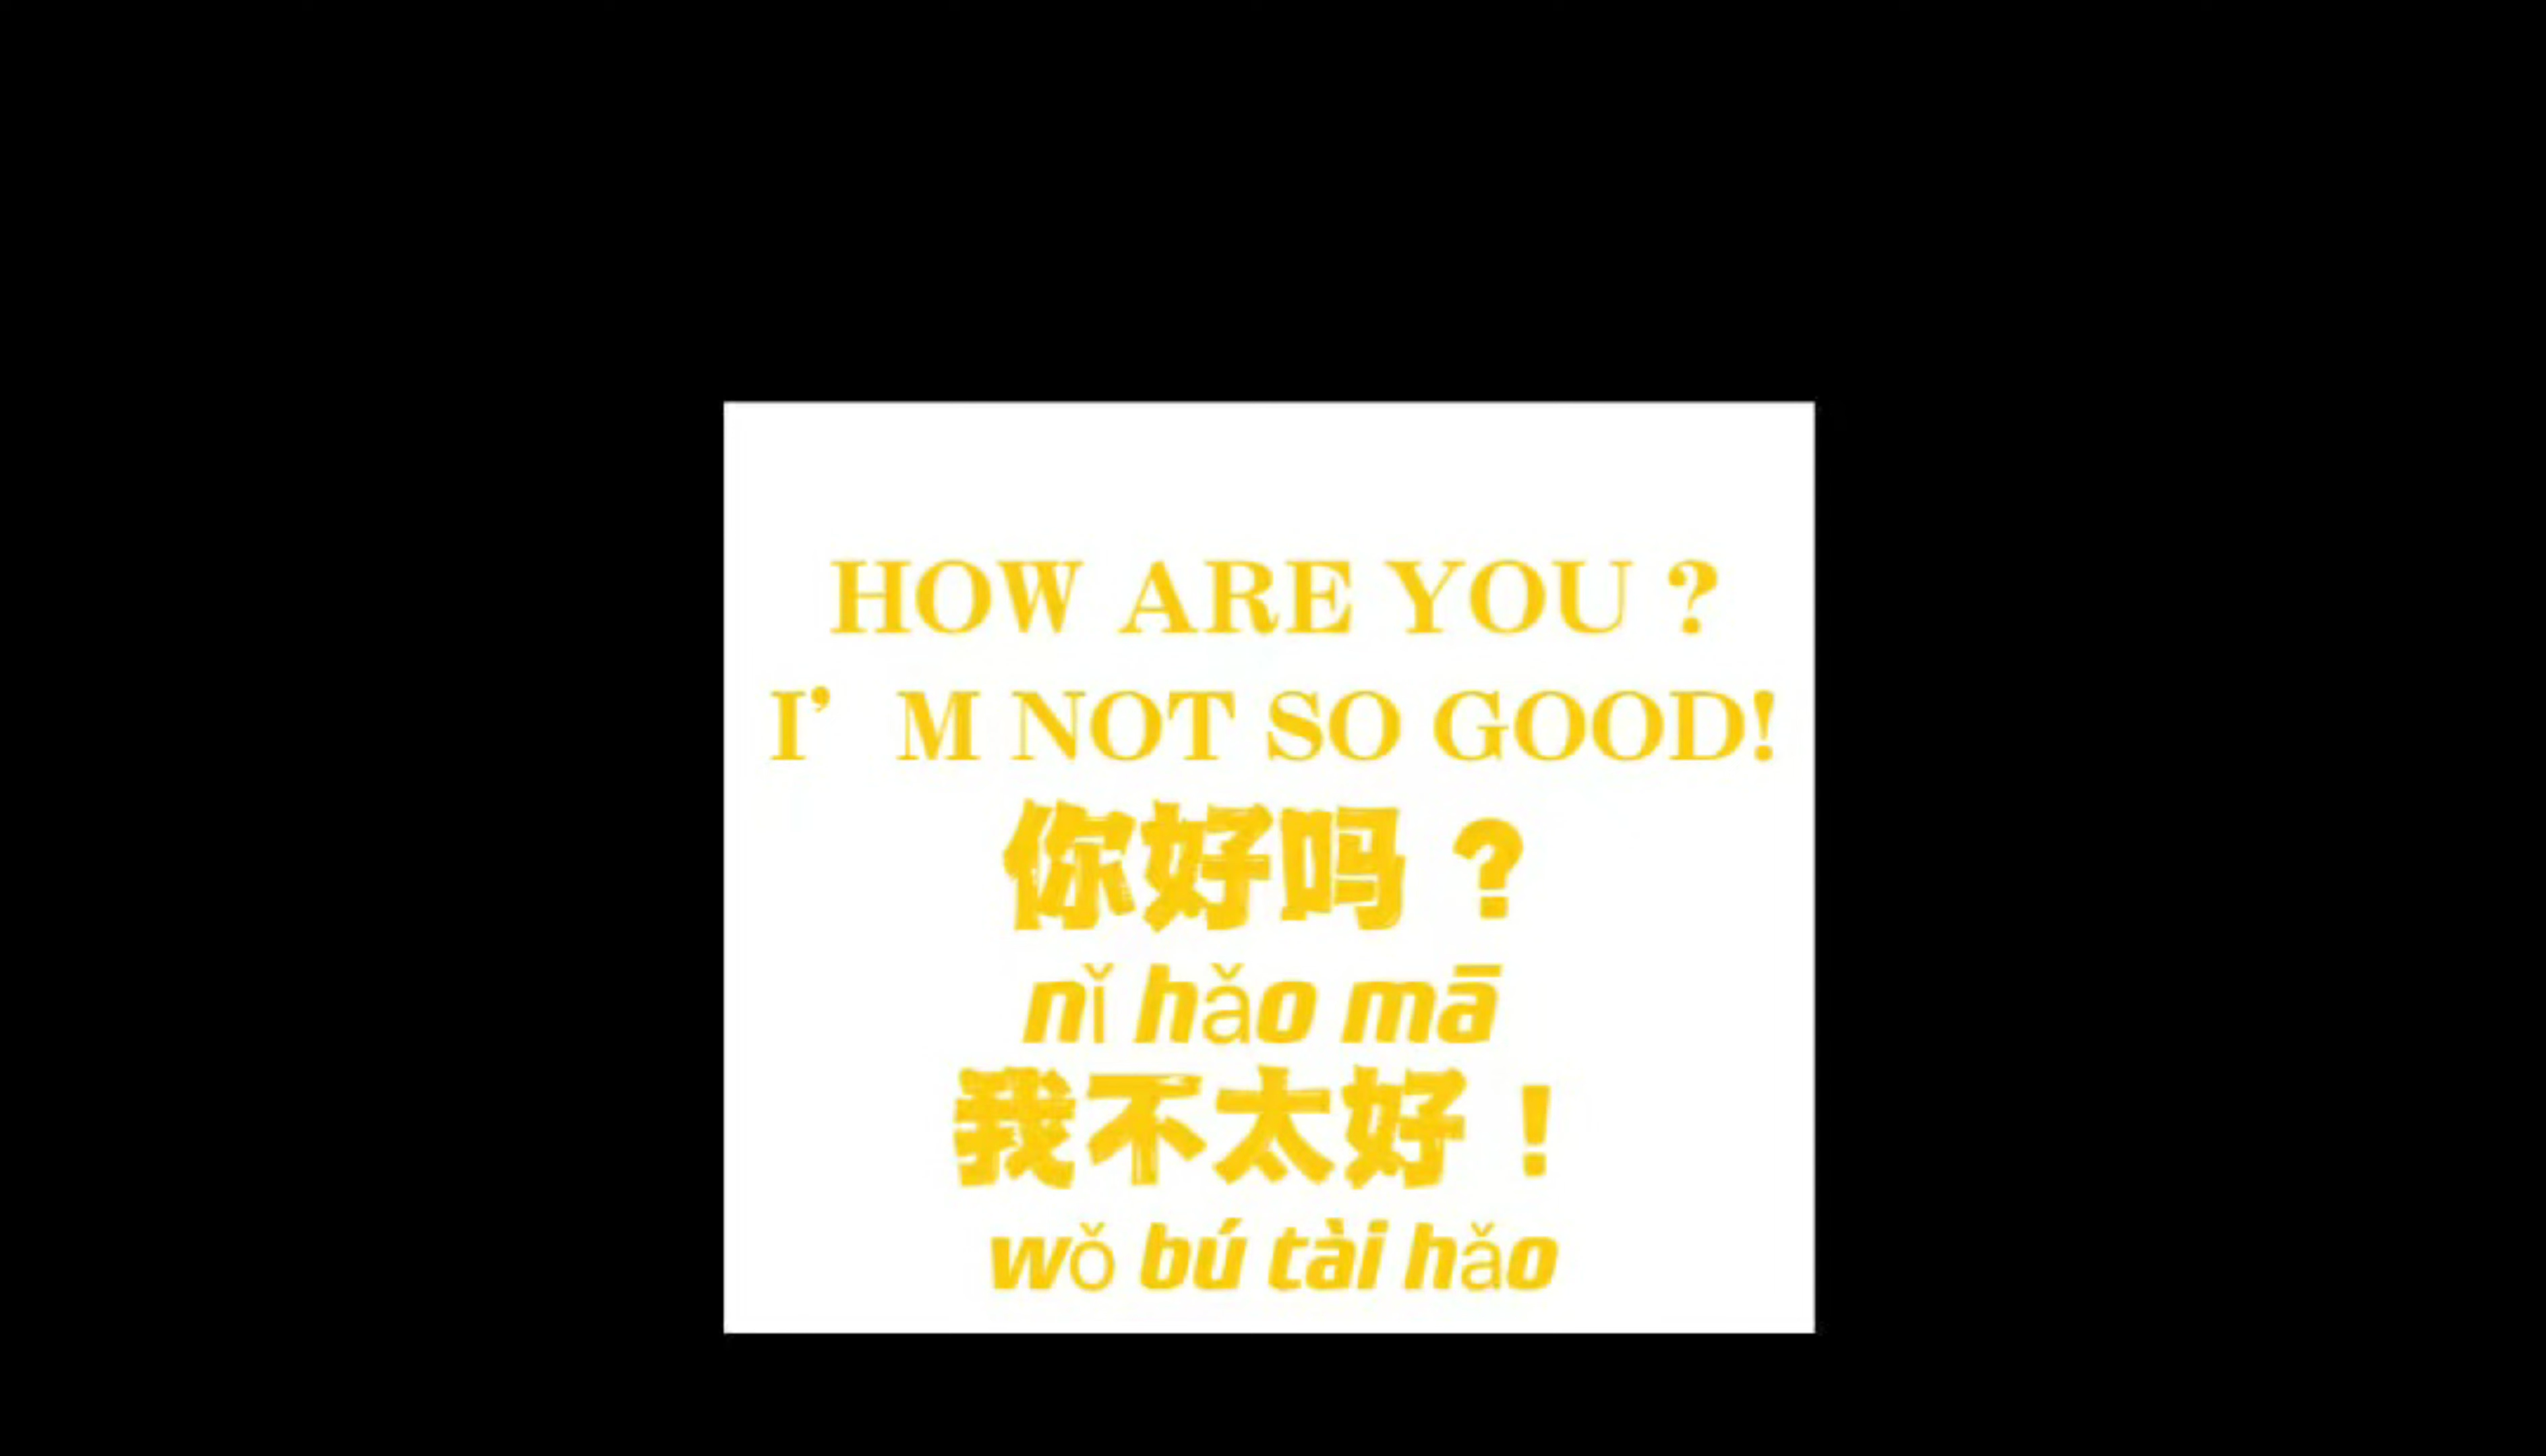 HOW ARE YOU ?
I’M NOT SO GOOD!
你好吗？
nǐ hǎo mā
我不太好！
wǒ bú tài hǎo